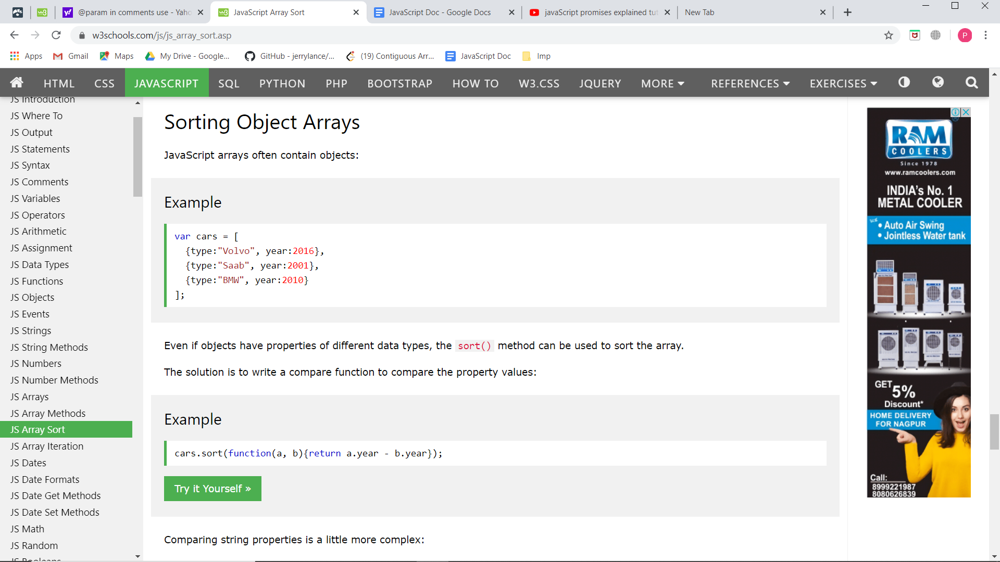 @param in comments use - Yaho
JavaScript Array Sort
JavaScript Doc - Google Docs
javaScript promises explained tut
New Tab
w3schools.com/js/js_array_sort.asp
P
Apps
Gmail
Maps
My Drive - Google...
GitHub - jerrylance/...
(19) Contiguous Arr...
JavaScript Doc
Imp
HTML
CSS
JAVASCRIPT
SQL
PYTHON
PHP
BOOTSTRAP
HOW TO
W3.CSS
JQUERY
MORE
REFERENCES
EXERCISES
JS Introduction
JS Where To
JS Output
JS Statements
JS Syntax
JS Comments
JS Variables
JS Operators
JS Arithmetic
JS Assignment
JS Data Types
JS Functions
JS Objects
JS Events
JS Strings
JS String Methods
JS Numbers
JS Number Methods
JS Arrays
JS Array Methods
JS Array Sort
JS Array Iteration
JS Dates
JS Date Formats
JS Date Get Methods
JS Date Set Methods
JS Math
JS Random
JS Booleans
Sorting Object Arrays
JavaScript arrays often contain objects:
Example
var cars = [
{type:"Volvo", year:2016},
{type:"Saab", year:2001},
{type:"BMW", year:2010}
];
Even if objects have properties of different data types, the sort() method can be used to sort the array.
The solution is to write a compare function to compare the property values:
Example
cars.sort(function(a, b){return a.year - b.year});
Try it Yourself »
Comparing string properties is a little more complex:
RAM
COOLERS
Since 1978
www.ramcoolers.com
INDIA's No. 1
METAL COOLER
• Auto Air Swing
• Jointless Water tank
GET 5%
Discount*
HOME DELIVERY
FOR NAGPUR
Call:
8999221987
8080626839